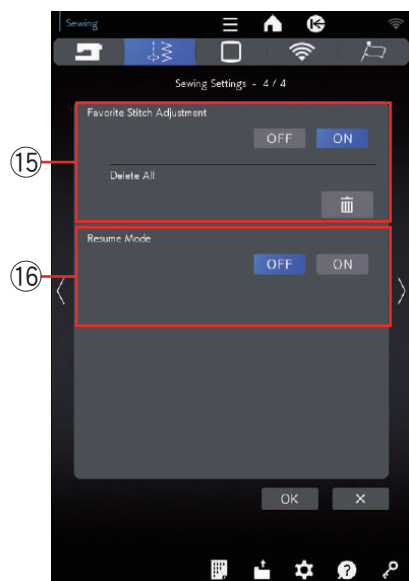 Sewing
Sewing Settings - 4 / 4
Favorite Stitch Adjustment
OFF ON
Delete All
⑮
Resume Mode
OFF ON
⑯
OK ×
?